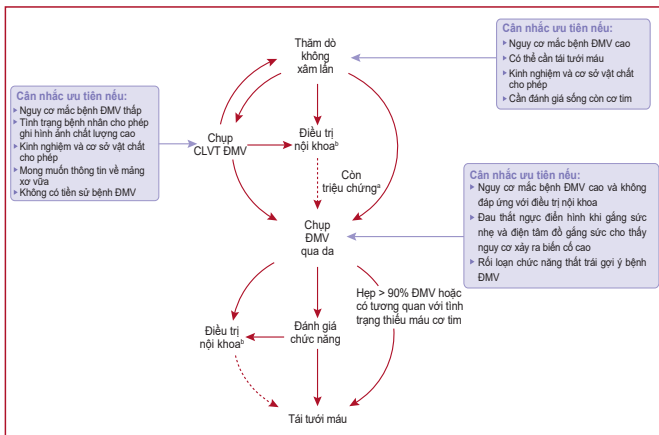 Cân nhắc ưu tiên nếu:
▸ Nguy cơ mắc bệnh ĐMV cao
▸ Có thể cần tái tưới máu
▸ Kinh nghiệm và cơ sở vật chất
cho phép
▸ Cần đánh giá sống còn cơ tim
Thăm dò
không
xâm lấn
Cân nhắc ưu tiên nếu:
▸ Nguy cơ mắc bệnh ĐMV thấp
▸ Tình trạng bệnh nhân cho phép
ghi hình ảnh chất lượng cao
▸ Kinh nghiệm và cơ sở vật chất
cho phép
▸ Mong muốn thông tin về mảng
xơ vữa
▸ Không có tiền sử bệnh ĐMV
Chụp
CLVT ĐMV
Điều trị
nội khoaᵇ
Còn
triệu chứngᵃ
Cân nhắc ưu tiên nếu:
▸ Nguy cơ mắc bệnh ĐMV cao và không
đáp ứng với điều trị nội khoa
▸ Đau thắt ngực điển hình khi gắng sức
nhẹ và điện tâm đồ gắng sức cho thấy
nguy cơ xảy ra biến cố cao
▸ Rối loạn chức năng thất trái gợi ý bệnh
ĐMV
Chụp
ĐMV
qua da
Hẹp > 90% ĐMV hoặc
có tương quan với tình
trạng thiếu máu cơ tim
Điều trị
nội khoaᵇ
Đánh giá
chức năng
Tái tưới máu